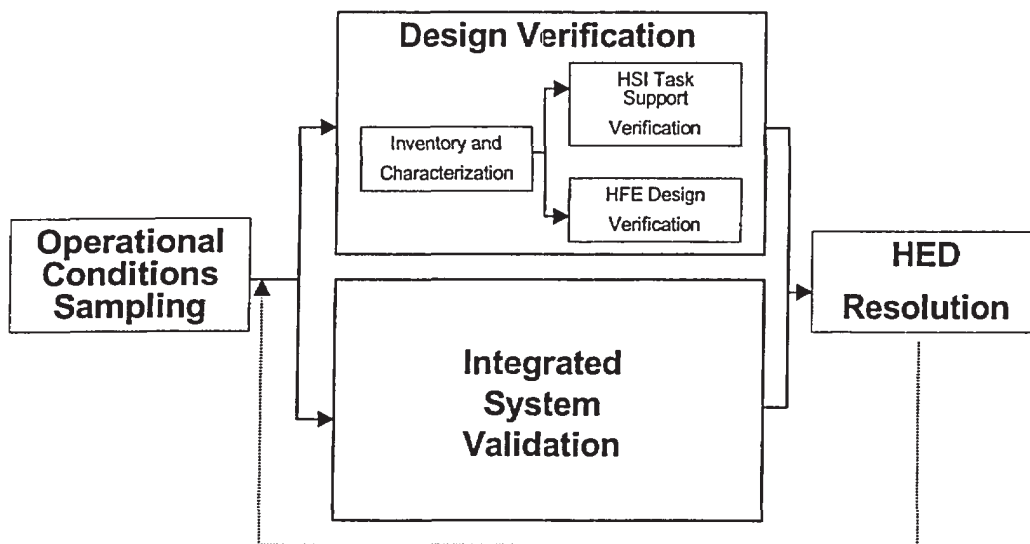 Design Verification
HSI Task
Support
Verification
Inventory and
Characterization
HFE Design
Verification
Operational
Conditions
Sampling
Integrated
System
Validation
HED
Resolution